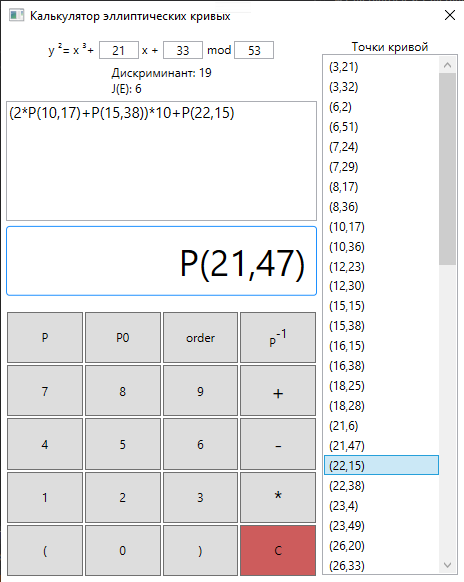 Калькулятор эллиптических кривых
y ²= x ³+ 21 x + 33 mod 53
Дискриминант: 19
J(E): 6
(2*P(10,17)+P(15,38))*10+P(22,15)
P(21,47)
P P0 order P⁻¹
7 8 9 +
4 5 6 -
1 2 3 *
( 0 ) C
Точки кривой
(3,21)
(3,32)
(6,2)
(6,51)
(7,24)
(7,29)
(8,17)
(8,36)
(10,17)
(10,36)
(12,23)
(12,30)
(15,15)
(15,38)
(16,15)
(16,38)
(18,25)
(18,28)
(21,6)
(21,47)
(22,15)
(22,38)
(23,4)
(23,49)
(26,20)
(26,33)